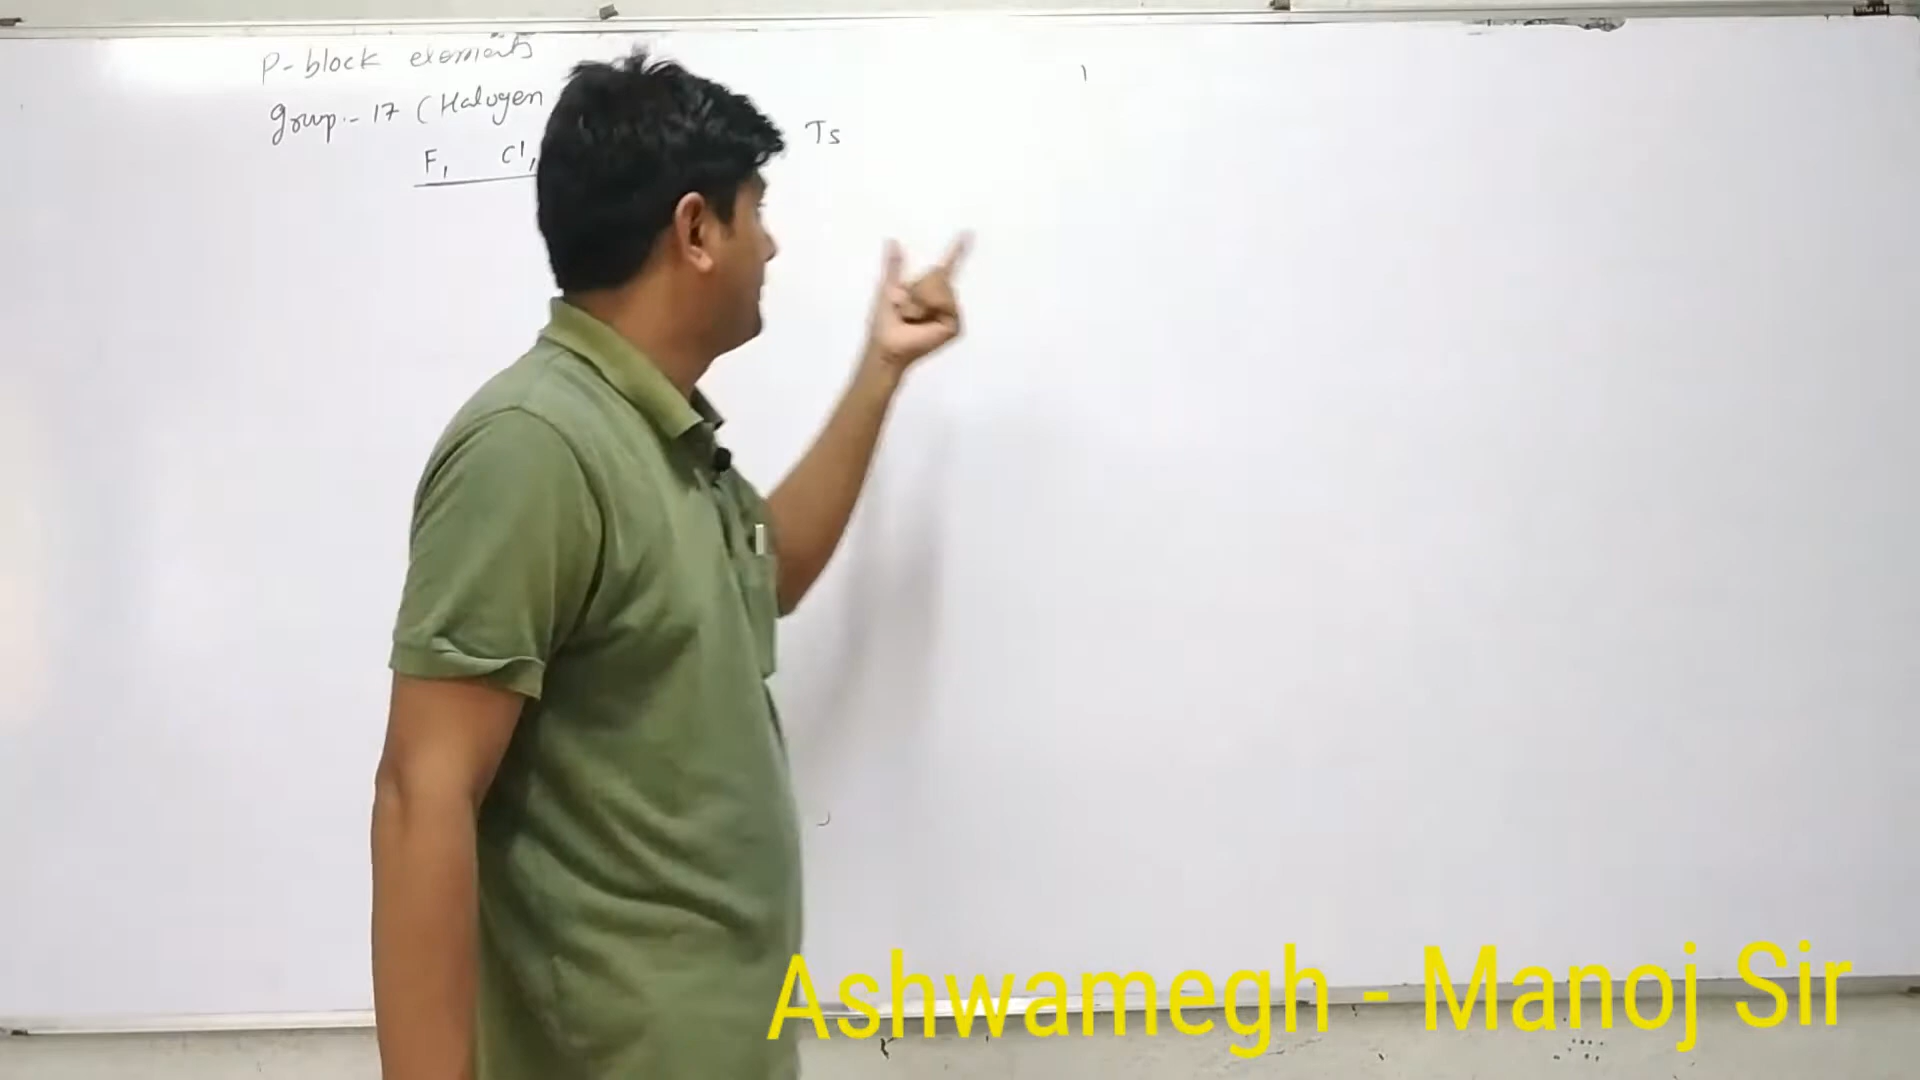 P-block elements
Group:- 17 (Halogen
F, Cl, Ts
Ashwamegh - Manoj Sir